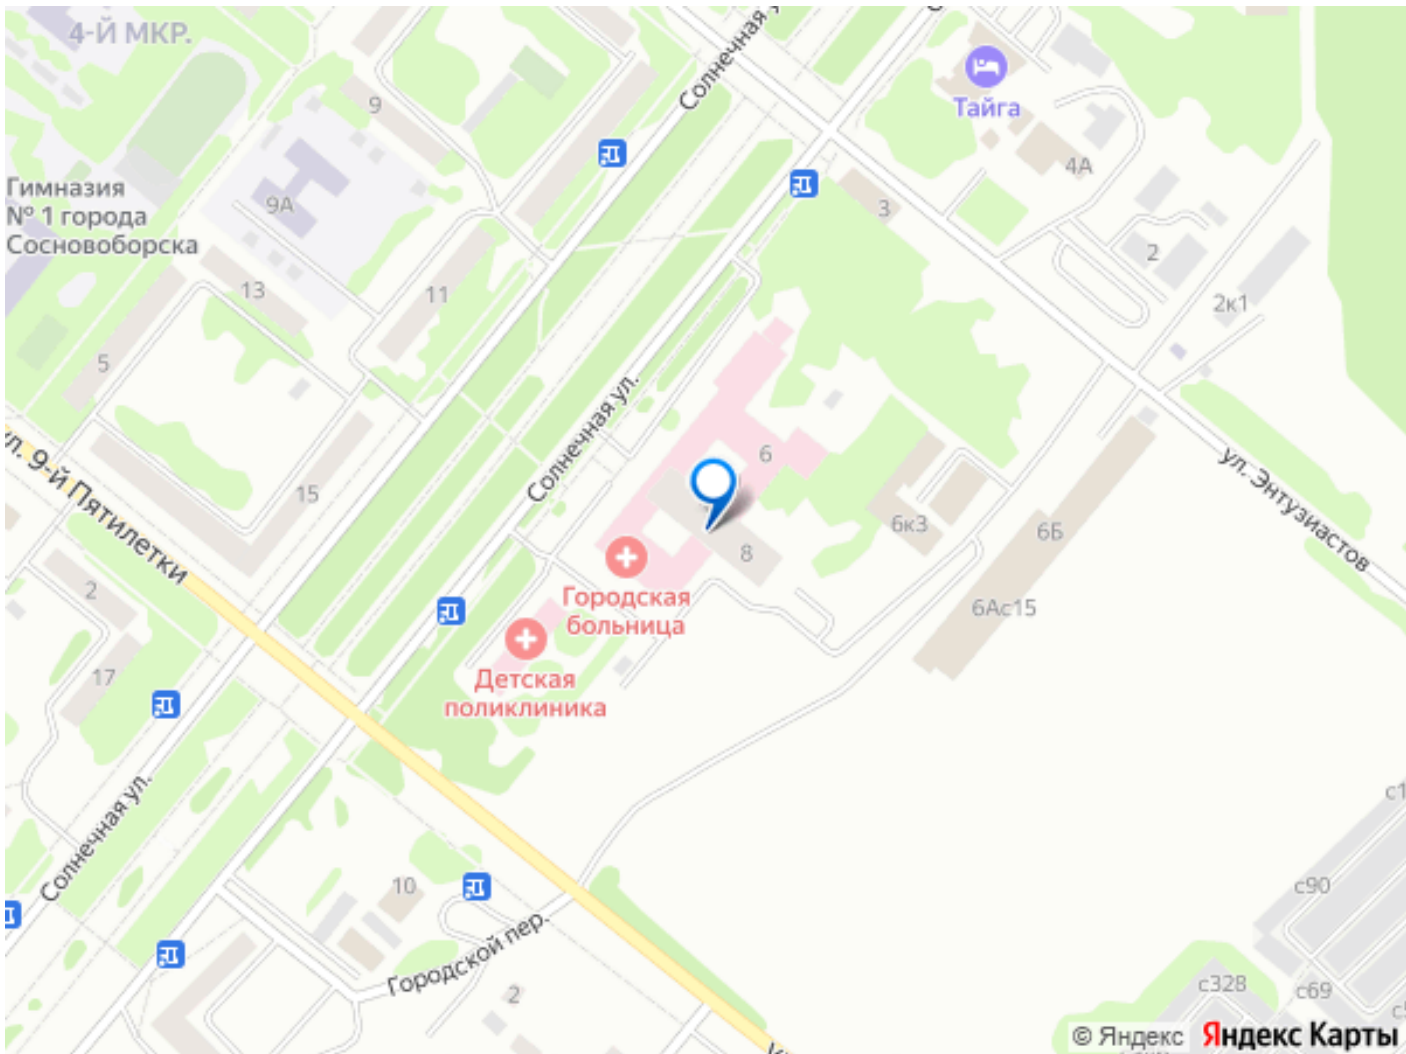 4-Й МКР.
Солнечная у
Тайга
9
4А
Гимназия
№ 1 города
Сосновоборска
9А
3
2
13
11
2к1
5
Солнечная ул.
6
ул. Энтузиастов
л. 9-й Пятилетки
15
6к3
6Б
8
2
Городская
больница
6Ас15
17
Детская
поликлиника
Солнечная ул.
10
с1
с90
Городской пер.
2
с328
с69
© Яндекс
Яндекс Карты